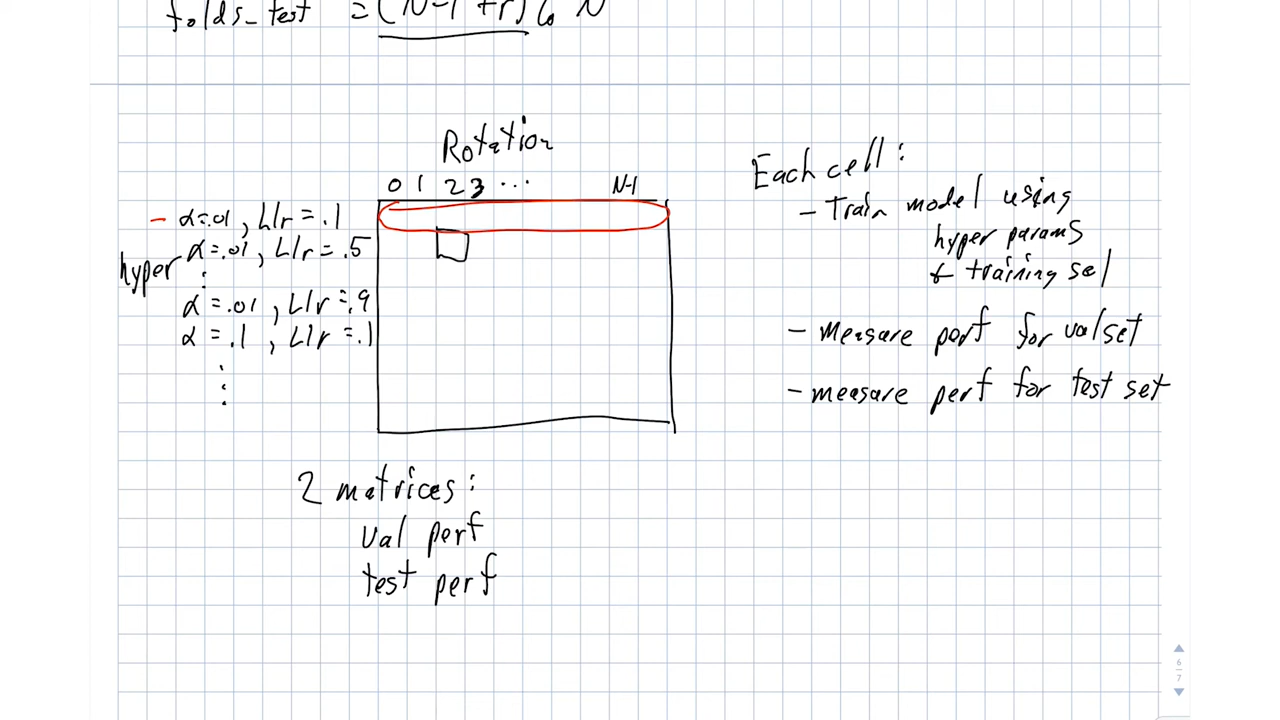 folds_test = (N-1+r)% N
Rotation
0 1 2 3 ... N-1
- α=.01, L1r = .1
α=.01, L1r = .5
hyper
:
α=.01, L1r=.9
α=.1, L1r=.1
:
:
Each cell:
- Train model using
hyper params
& training set
- measure perf for valset
- measure perf for test set
2 matrices:
val perf
test perf
6
7